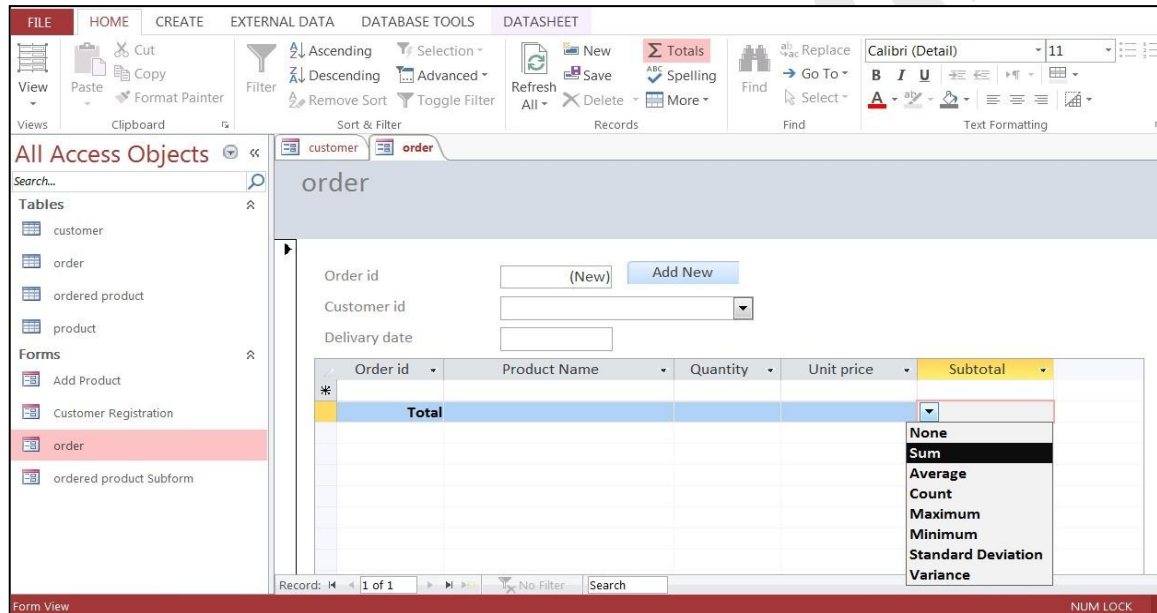 FILE HOME CREATE EXTERNAL DATA DATABASE TOOLS DATASHEET
View
Views
Paste
Cut
Copy
Format Painter
Clipboard
Filter
Ascending
Descending
Remove Sort
Selection
Advanced
Toggle Filter
Sort & Filter
Refresh
All
New
Save
Delete
Totals
Spelling
More
Records
Find
Replace
Go To
Select
Find
Calibri (Detail) 11
B I U
A
Text Formatting
All Access Objects
Search...
Tables
customer
order
ordered product
product
Forms
Add Product
Customer Registration
order
ordered product Subform
customer order
order
Order id (New) Add New
Customer id
Delivary date
Order id Product Name Quantity Unit price Subtotal
Total
None
Sum
Average
Count
Maximum
Minimum
Standard Deviation
Variance
Record: 1 of 1 No Filter Search
Form View NUM LOCK